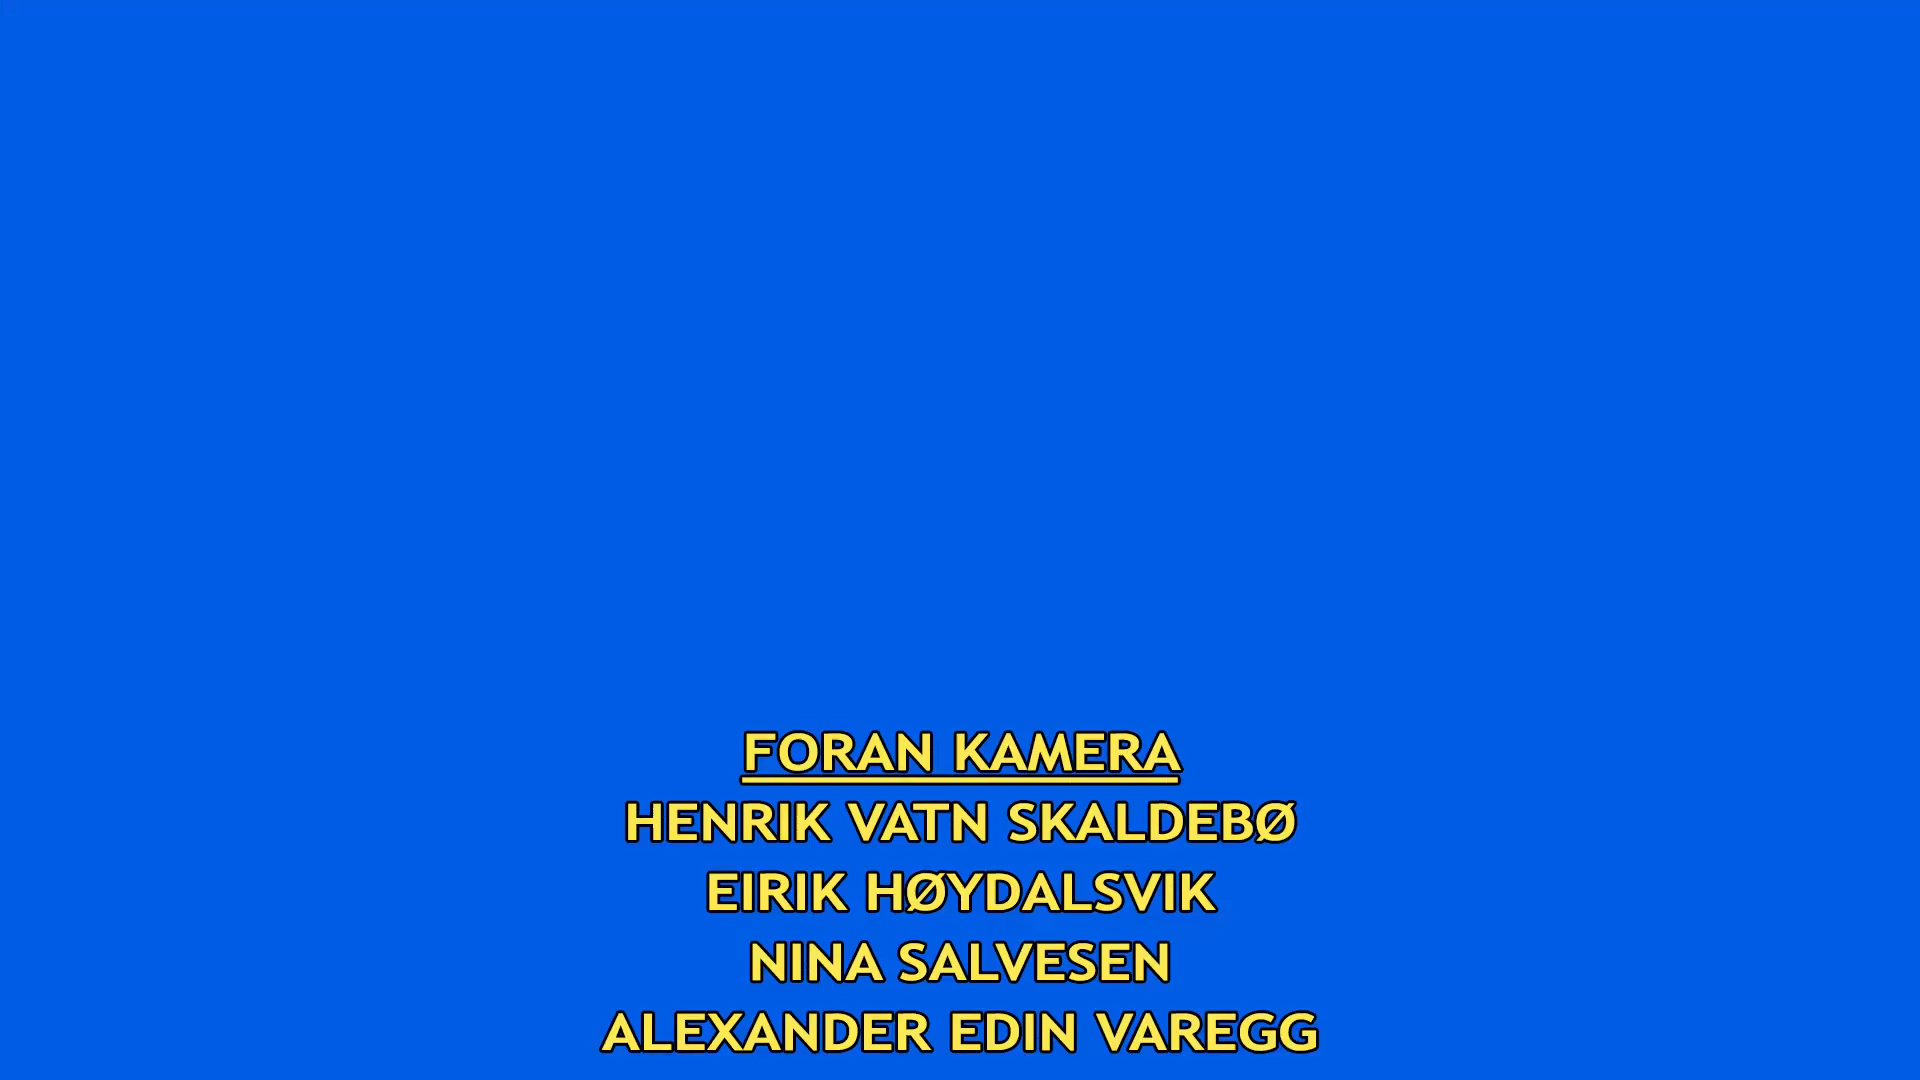 FORAN KAMERA
HENRIK VATN SKALDEBØ
EIRIK HØYDALSVIK
NINA SALVESEN
ALEXANDER EDIN VAREGG